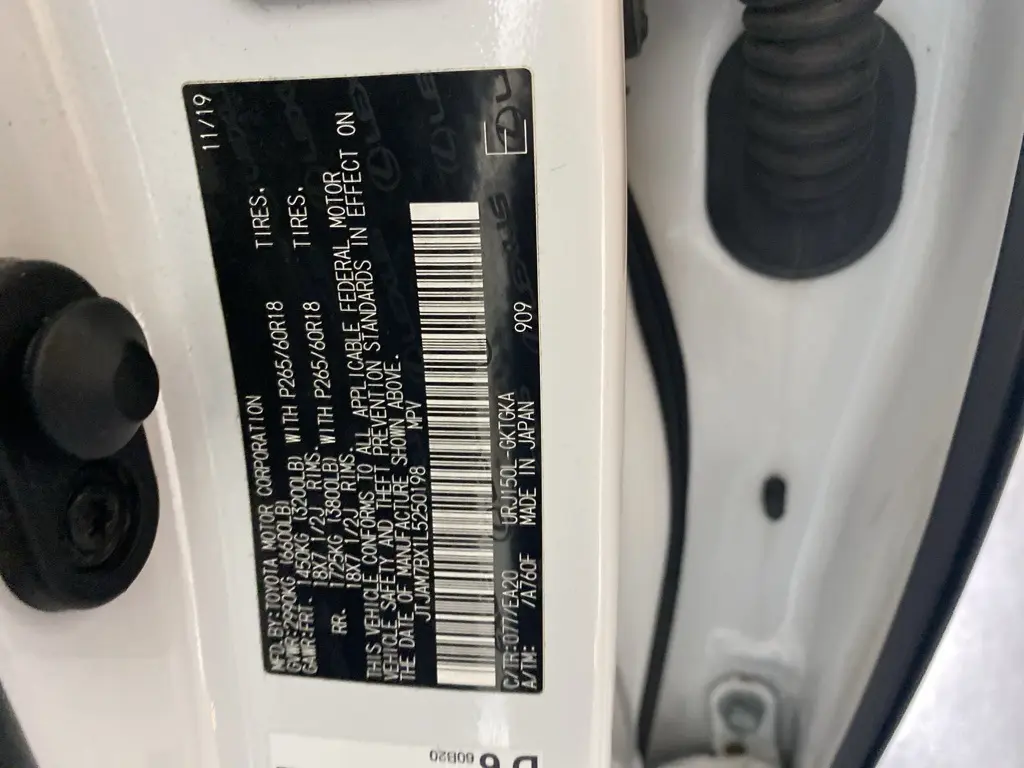 MFD BY:TOYOTA MOTOR CORPORATION 11/19
GVWR:2990KG (6600LB)
GAWR:FRT. 1450KG (3200LB) WITH P265/60R18 TIRES.
18X7 1/2J RIMS.
RR. 1725KG (3800LB) WITH P265/60R18 TIRES.
18X7 1/2J RIMS.
THIS VEHICLE CONFORMS TO ALL APPLICABLE FEDERAL MOTOR
VEHICLE SAFETY AND THEFT PREVENTION STANDARDS IN EFFECT ON
THE DATE OF MANUFACTURE SHOWN ABOVE.
JTJAM7BX1L5250198 MPV
C/TR:077/EA20 URJ150L-GKTGKA 909
A/TM: /A760F MADE IN JAPAN
60B20